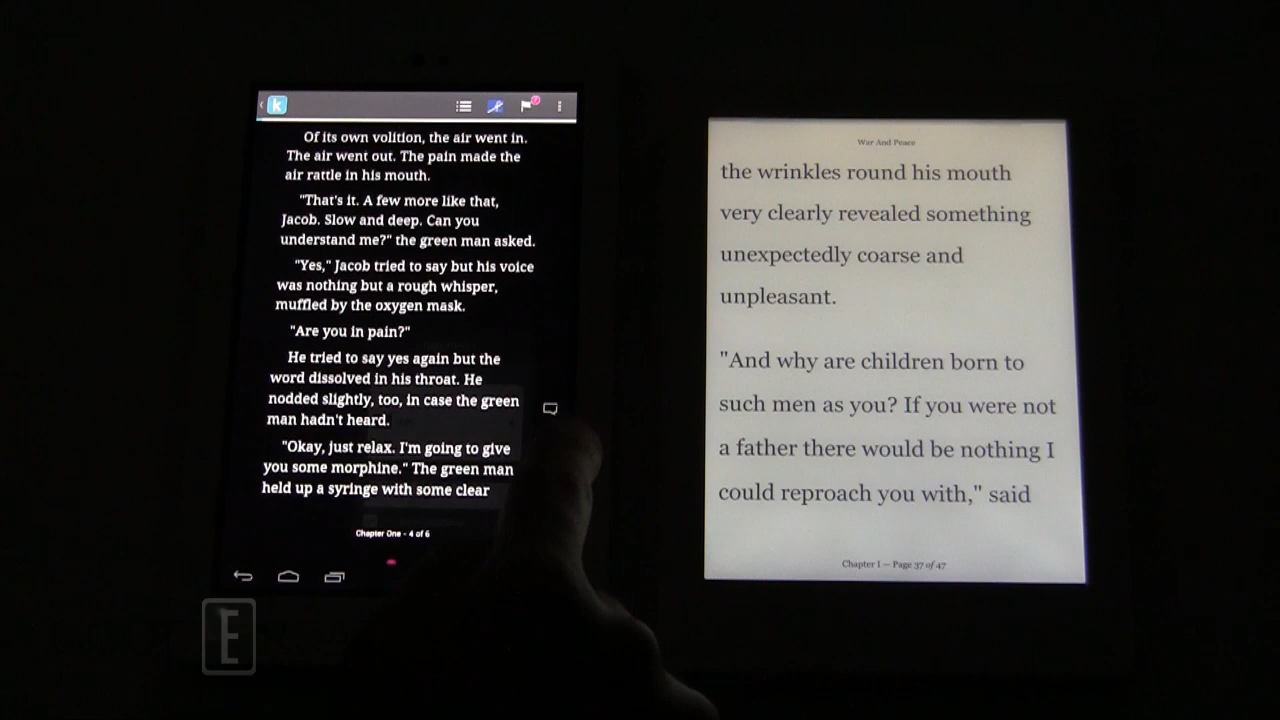 k
Of its own volition, the air went in.
The air went out. The pain made the
air rattle in his mouth.
"That's it. A few more like that,
Jacob. Slow and deep. Can you
understand me?" the green man asked.
"Yes," Jacob tried to say but his voice
was nothing but a rough whisper,
muffled by the oxygen mask.
"Are you in pain?"
He tried to say yes again but the
word dissolved in his throat. He
nodded slightly, too, in case the green
man hadn't heard.
"Okay, just relax. I'm going to give
you some morphine." The green man
held up a syringe with some clear
Chapter One - 4 of 6
E
War And Peace
the wrinkles round his mouth
very clearly revealed something
unexpectedly coarse and
unpleasant.
"And why are children born to
such men as you? If you were not
a father there would be nothing I
could reproach you with," said
Chapter I — Page 37 of 47